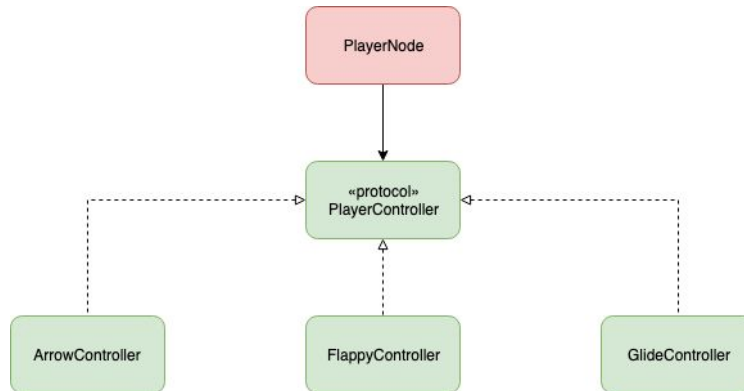 PlayerNode
«protocol»
PlayerController
ArrowController
FlappyController
GlideController